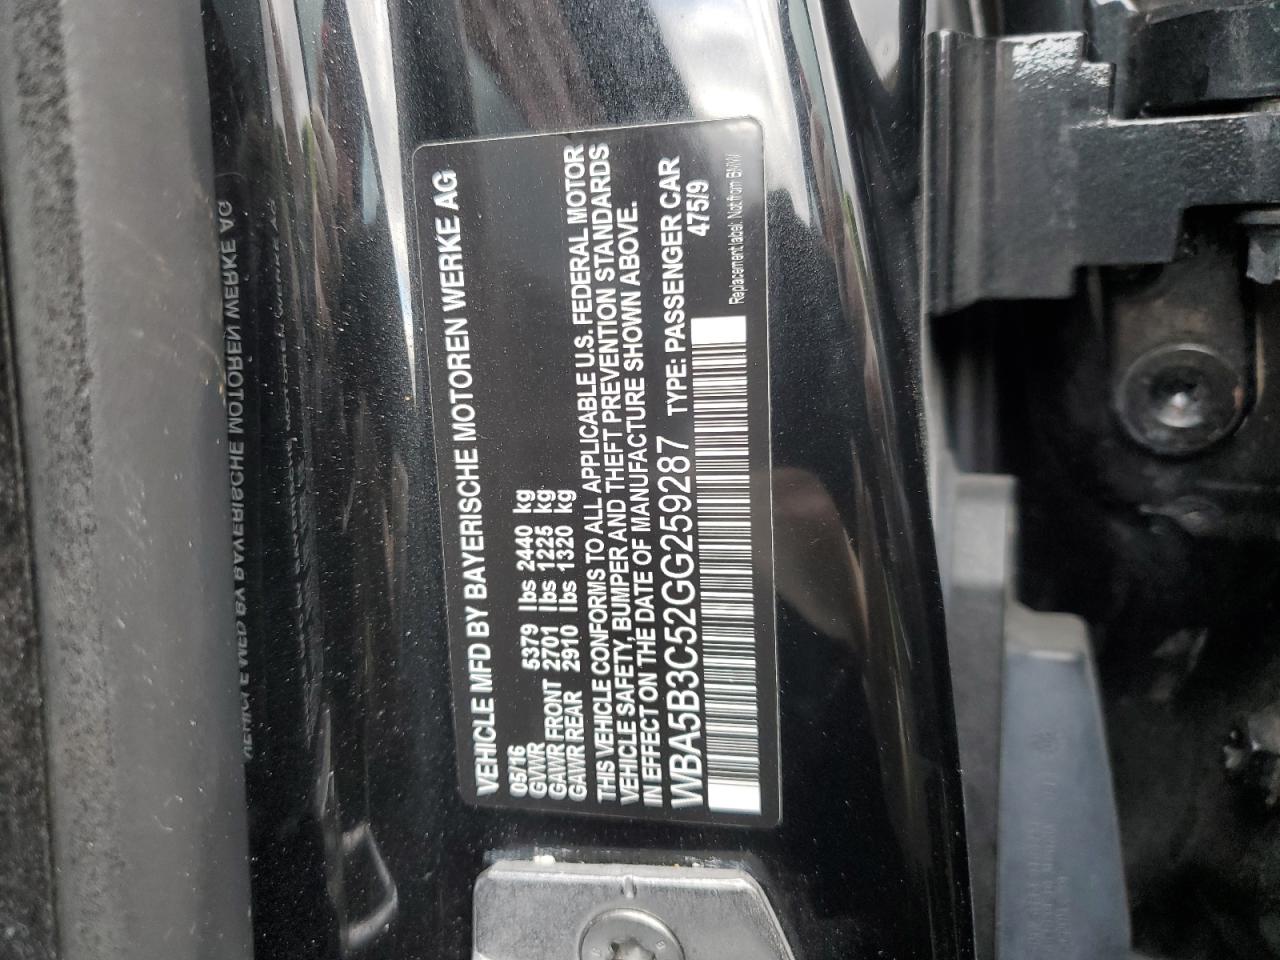 VEHICLE MFD BY BAYERISCHE MOTOREN WERKE AG
05/16
GVWR 5379 lbs 2440 kg
GAWR FRONT 2701 lbs 1225 kg
GAWR REAR 2910 lbs 1320 kg
THIS VEHICLE CONFORMS TO ALL APPLICABLE U.S. FEDERAL MOTOR
VEHICLE SAFETY, BUMPER AND THEFT PREVENTION STANDARDS
IN EFFECT ON THE DATE OF MANUFACTURE SHOWN ABOVE.
WBA5B3C52GG259287 TYPE: PASSENGER CAR
475/9
Replacement label: Not from BMW